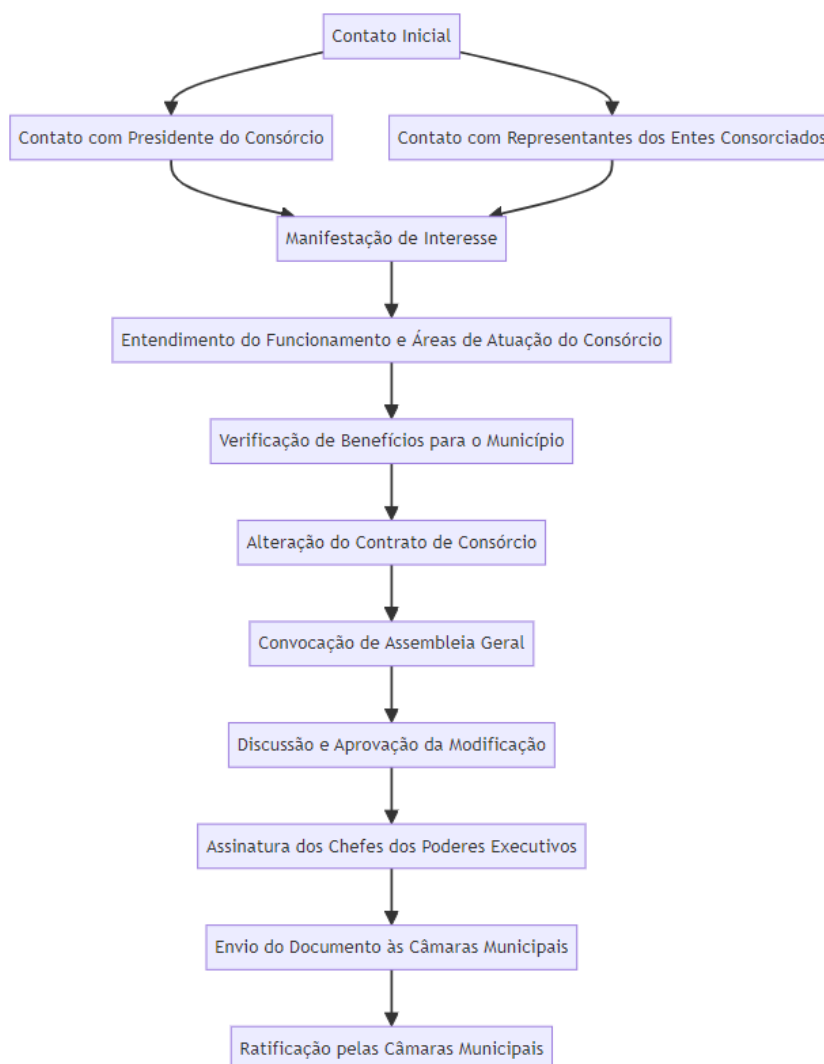 Contato Inicial
Contato com Presidente do Consórcio
Contato com Representantes dos Entes Consorciados
Manifestação de Interesse
Entendimento do Funcionamento e Áreas de Atuação do Consórcio
Verificação de Benefícios para o Município
Alteração do Contrato de Consórcio
Convocação de Assembleia Geral
Discussão e Aprovação da Modificação
Assinatura dos Chefes dos Poderes Executivos
Envio do Documento às Câmaras Municipais
Ratificação pelas Câmaras Municipais